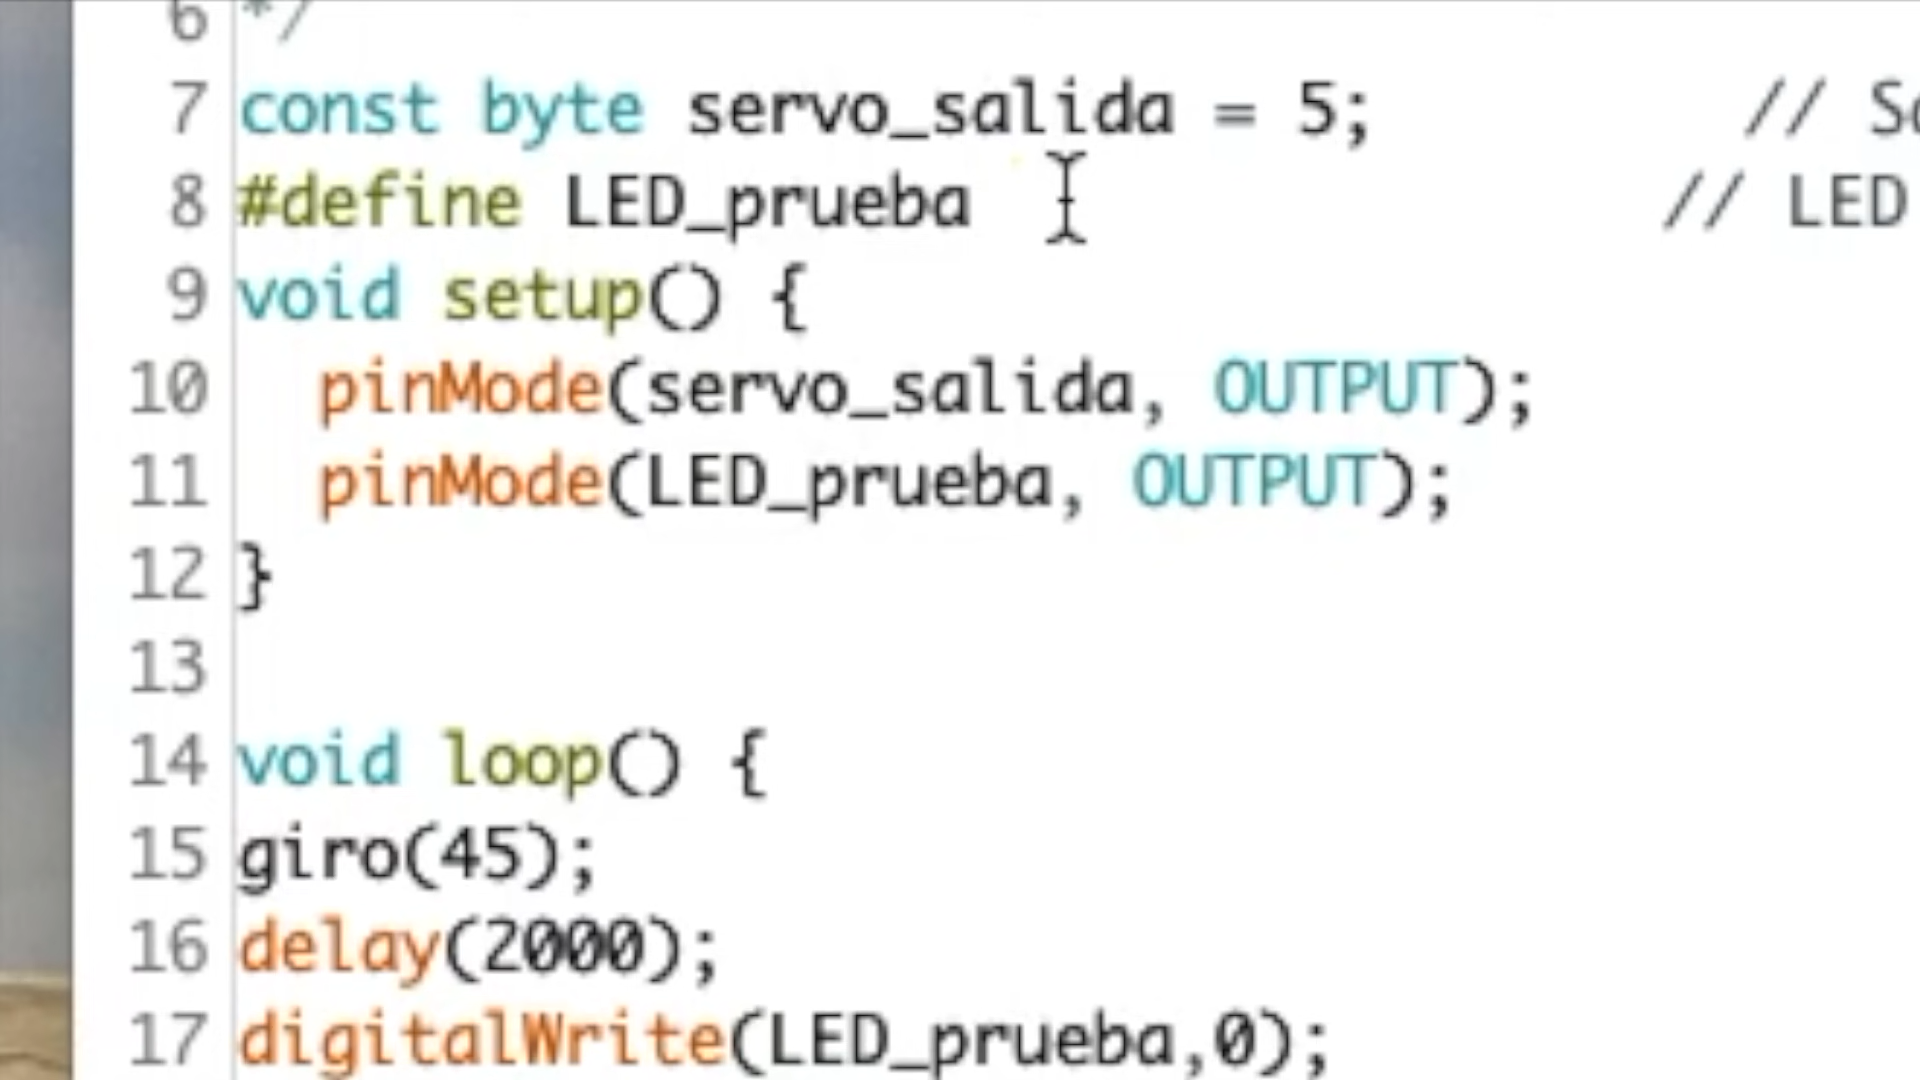 6 */
7 const byte servo_salida = 5; //
8 #define LED_prueba // LED
9 void setup() {
10 pinMode(servo_salida, OUTPUT);
11 pinMode(LED_prueba, OUTPUT);
12 }
13
14 void loop() {
15 giro(45);
16 delay(2000);
17 digitalWrite(LED_prueba,0);